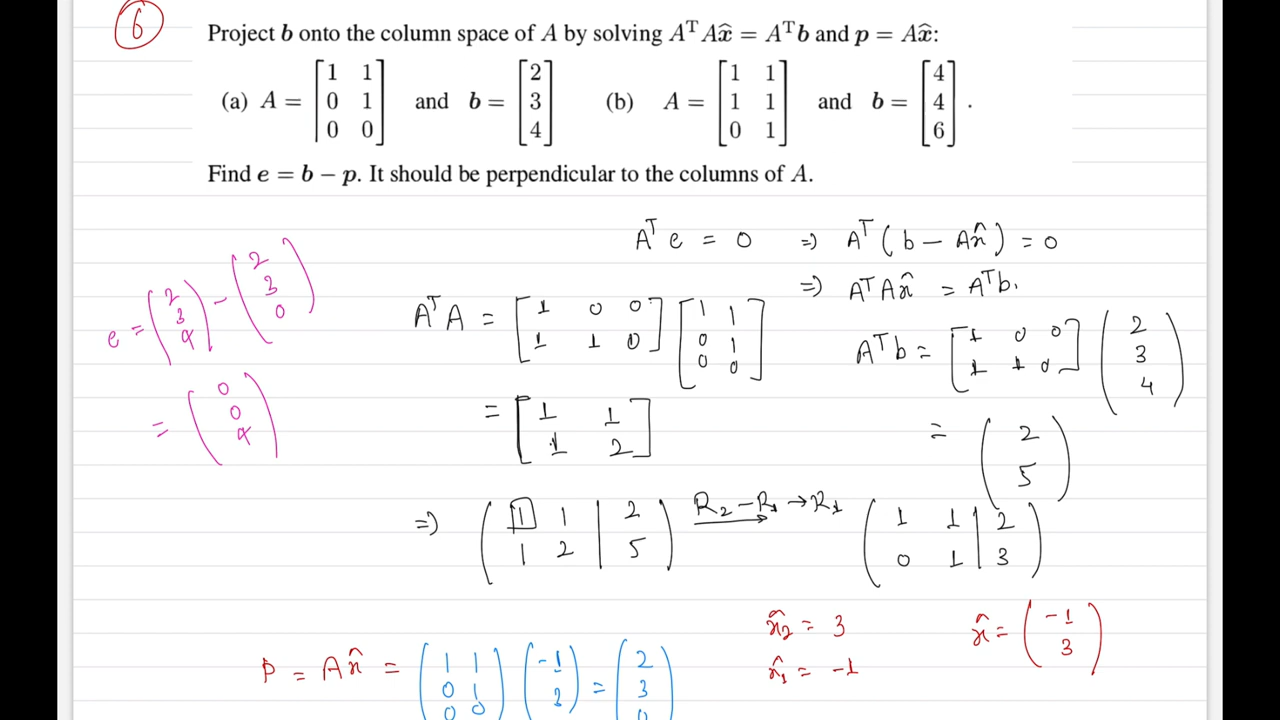 6
Project b onto the column space of A by solving AᵀAx̂ = Aᵀb and p = Ax̂:
(a) A = [1 1; 0 1; 0 0] and b = [2; 3; 4] (b) A = [1 1; 1 1; 0 1] and b = [4; 4; 6] .
Find e = b − p. It should be perpendicular to the columns of A.
Aᵀe = 0 ⇒ Aᵀ(b − Ax̂) = 0
⇒ AᵀAx̂ = Aᵀb.
e = (2; 3; 4) − (2; 3; 0)
= (0; 0; 4)
AᵀA = [1 0 0; 1 1 0] [1 1; 0 1; 0 0]
= [1 1; 1 2]
Aᵀb = [1 0 0; 1 1 0] (2; 3; 4)
= (2; 5)
⇒ (1 1 | 2; 1 2 | 5) R₂ − R₁ → R₁ (1 1 | 2; 0 1 | 3)
x̂₂ = 3
x̂₁ = −1
x̂ = (−1; 3)
P = Ax̂ = (1 1; 0 1; 0 0) (−1; 3) = (2; 3; 0)